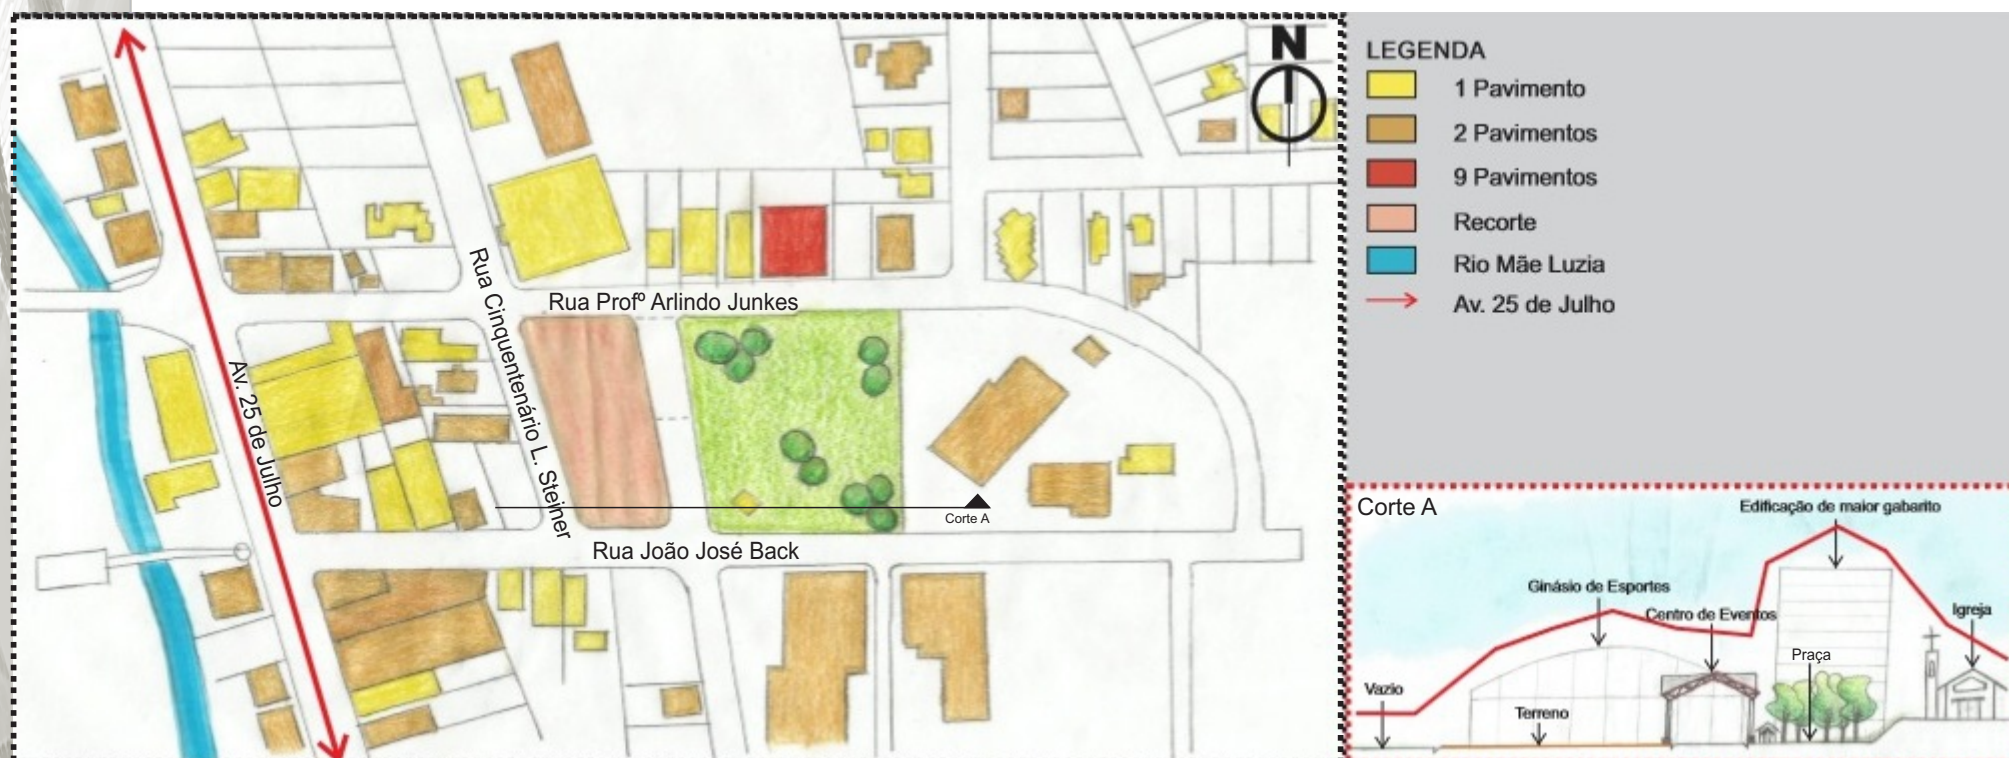 N
Rua Profº Arlindo Junkes
Rua Cinquentenário L. Steiner
Av. 25 de Julho
Corte A
Rua João José Back
LEGENDA
1 Pavimento
2 Pavimentos
9 Pavimentos
Recorte
Rio Mãe Luzia
Av. 25 de Julho
Corte A
Edificação de maior gabarito
Ginásio de Esportes
Centro de Eventos
Igreja
Praça
Vazio
Terreno